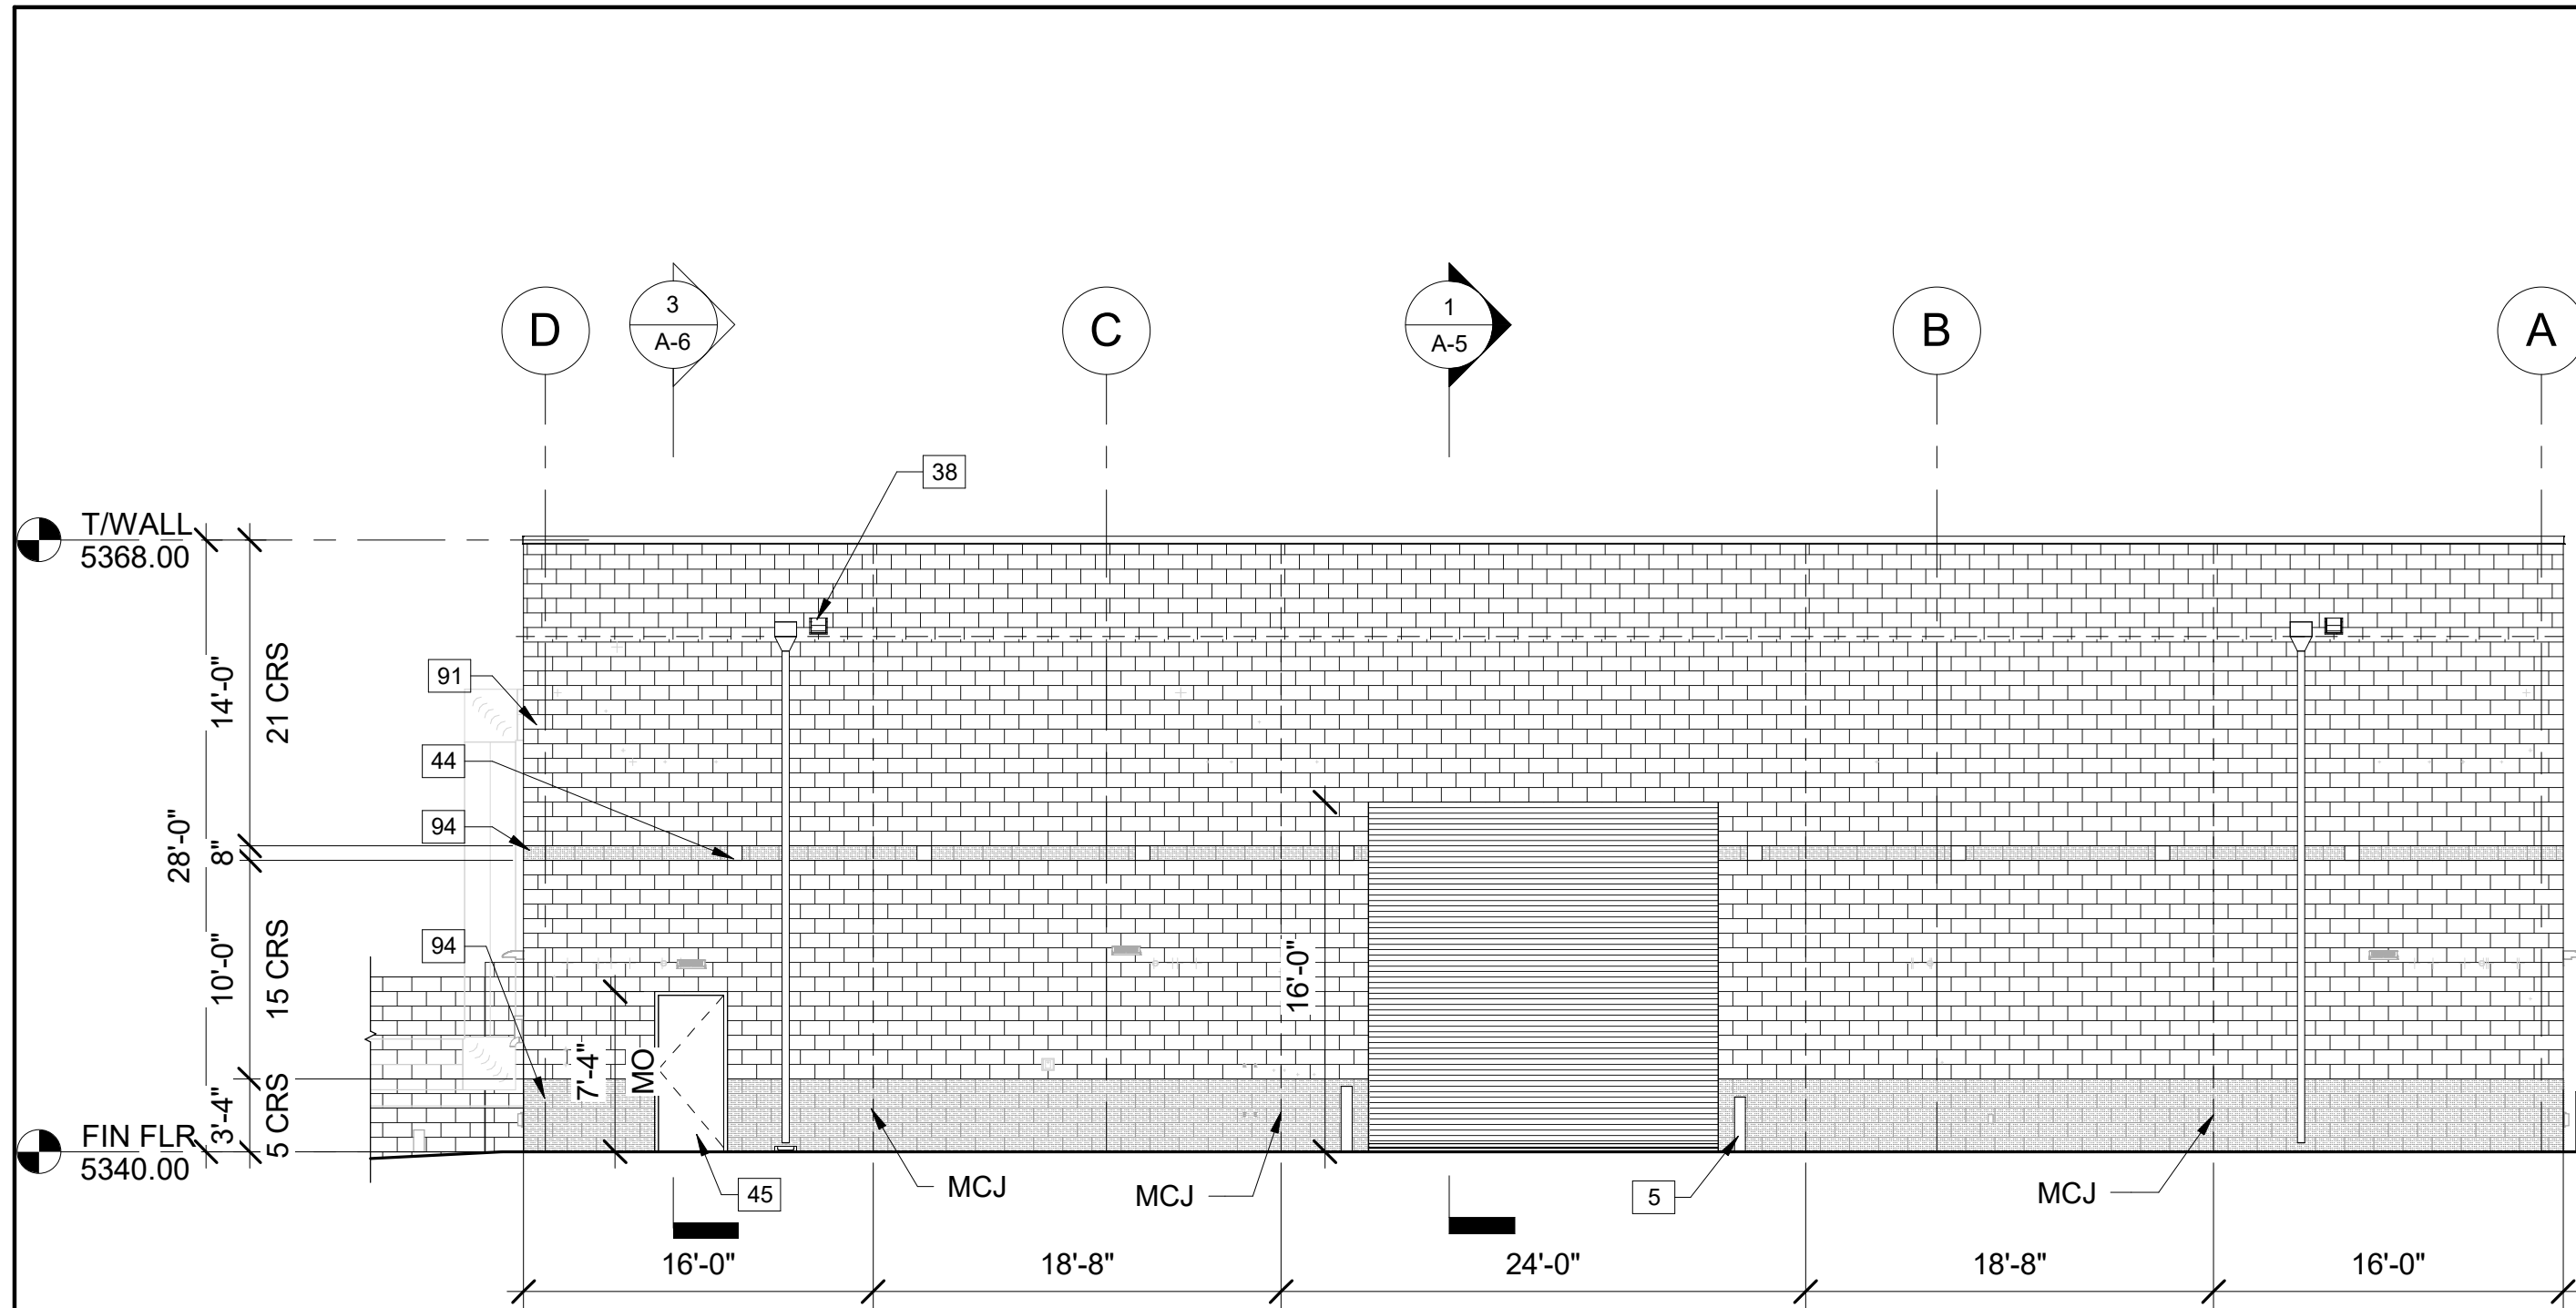 D
3
A-6
C
1
A-5
B
A
38
T/WALL
5368.00
91
14'-0"
21 CRS
44
94
28'-0"
8"
94
10'-0"
15 CRS
16'-0"
7'-4"
MO
3'-4"
5 CRS
FIN FLR
5340.00
45
MCJ
MCJ
5
MCJ
16'-0"
18'-8"
24'-0"
18'-8"
16'-0"